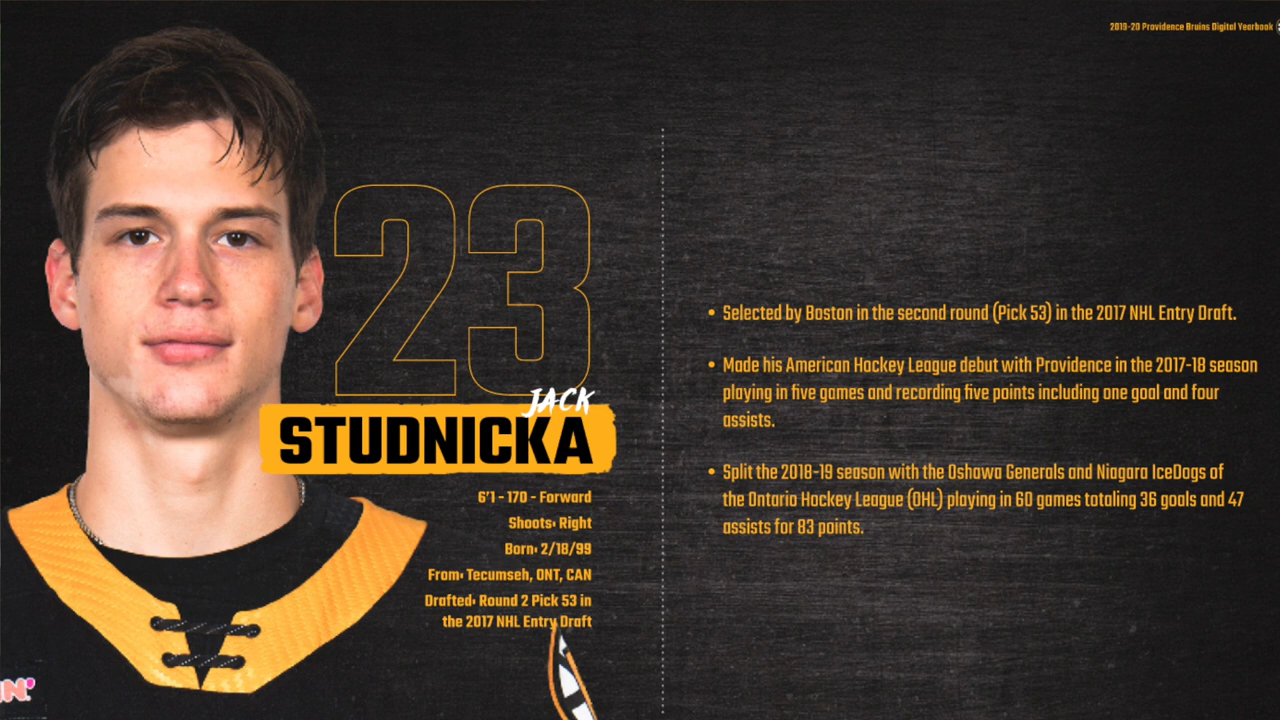 2019-20 Providence Bruins Digital Yearbook
23
JACK
STUDNICKA
6'1 - 170 - Forward
Shoots: Right
Born: 2/18/99
From: Tecumseh, ONT, CAN
Drafted: Round 2 Pick 53 in
the 2017 NHL Entry Draft
• Selected by Boston in the second round (Pick 53) in the 2017 NHL Entry Draft.
• Made his American Hockey League debut with Providence in the 2017-18 season
playing in five games and recording five points including one goal and four
assists.
• Split the 2018-19 season with the Oshawa Generals and Niagara IceDogs of
the Ontario Hockey League (OHL) playing in 60 games totaling 36 goals and 47
assists for 83 points.